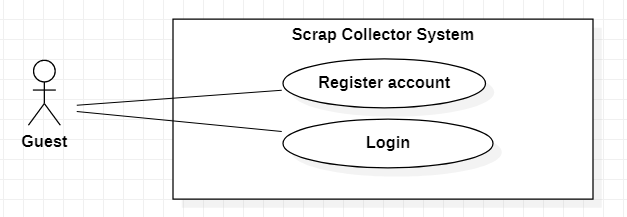 Scrap Collector System
Register account
Guest
Login